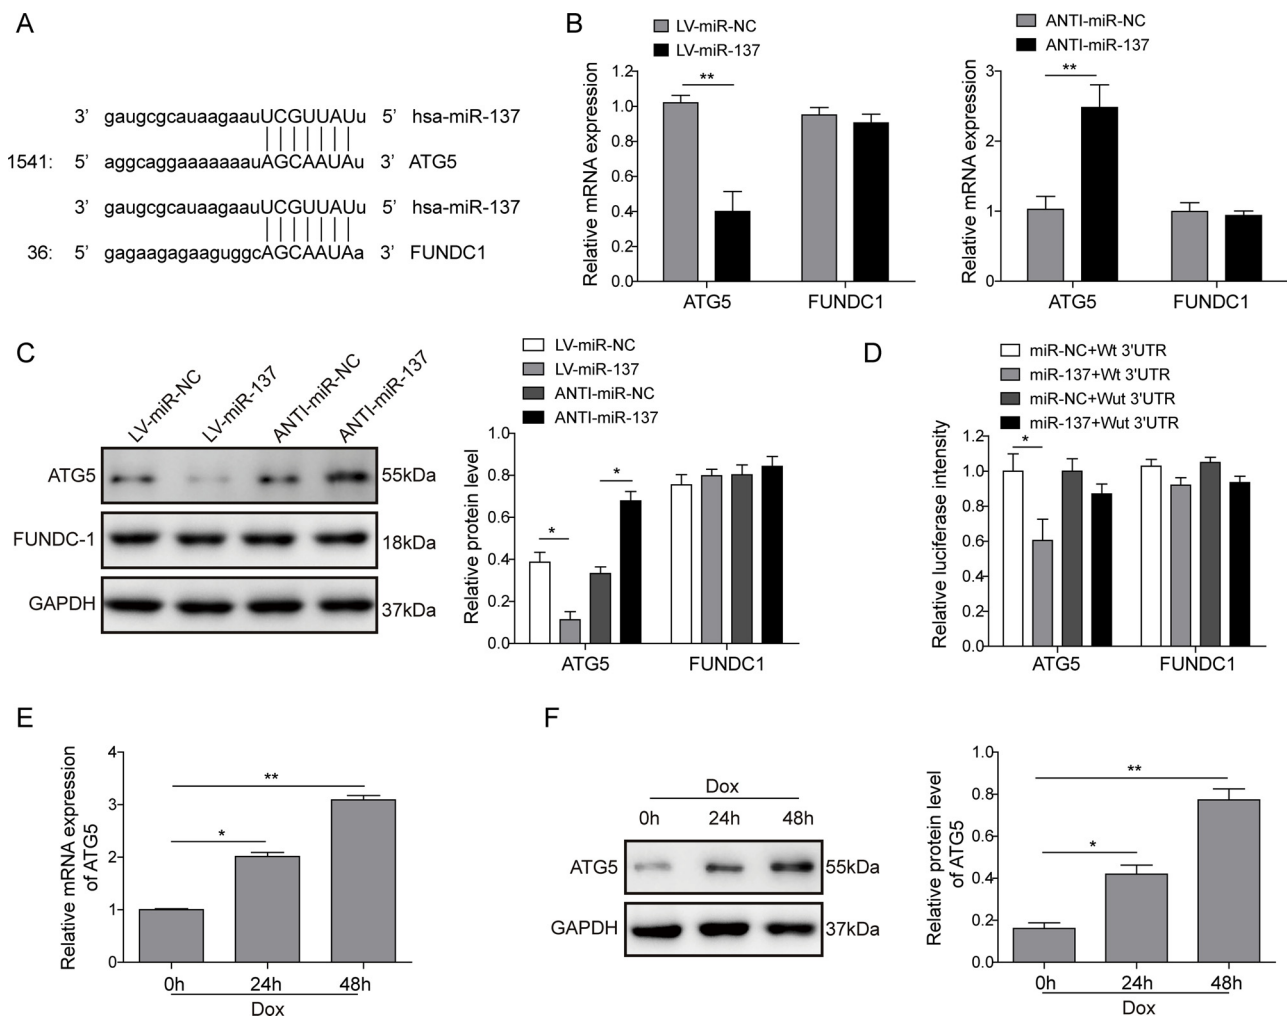 A
3’ gaugcgcauaagaauUCGUUAUu 5’ hsa-miR-137
1541: 5’ aggcaggaaaaaaauAGCAAUAu 3’ ATG5
3’ gaugcgcauaagaauUCGUUAUu 5’ hsa-miR-137
36: 5’ gagaagagaaguggcAGCAAUAa 3’ FUNDC1
B
LV-miR-NC
LV-miR-137
Relative mRNA expression
1.2
1.0
0.8
0.6
0.4
0.2
0.0
**
ATG5 FUNDC1
ANTI-miR-NC
ANTI-miR-137
Relative mRNA expression
3
2
1
0
**
ATG5 FUNDC1
C
LV-miR-NC
LV-miR-137
ANTI-miR-NC
ANTI-miR-137
ATG5 55kDa
FUNDC-1 18kDa
GAPDH 37kDa
LV-miR-NC
LV-miR-137
ANTI-miR-NC
ANTI-miR-137
Relative protein level
1.0
0.8
0.6
0.4
0.2
0.0
*
*
ATG5 FUNDC1
D
miR-NC+Wt 3’UTR
miR-137+Wt 3’UTR
miR-NC+Wut 3’UTR
miR-137+Wut 3’UTR
Relative luciferase intensity
1.2
1.0
0.8
0.6
0.4
0.2
0.0
*
ATG5 FUNDC1
E
Relative mRNA expression
of ATG5
4
3
2
1
0
**
*
0h 24h 48h
Dox
F
Dox
0h 24h 48h
ATG5 55kDa
GAPDH 37kDa
Relative protein level
of ATG5
1.0
0.8
0.6
0.4
0.2
0.0
**
*
0h 24h 48h
Dox